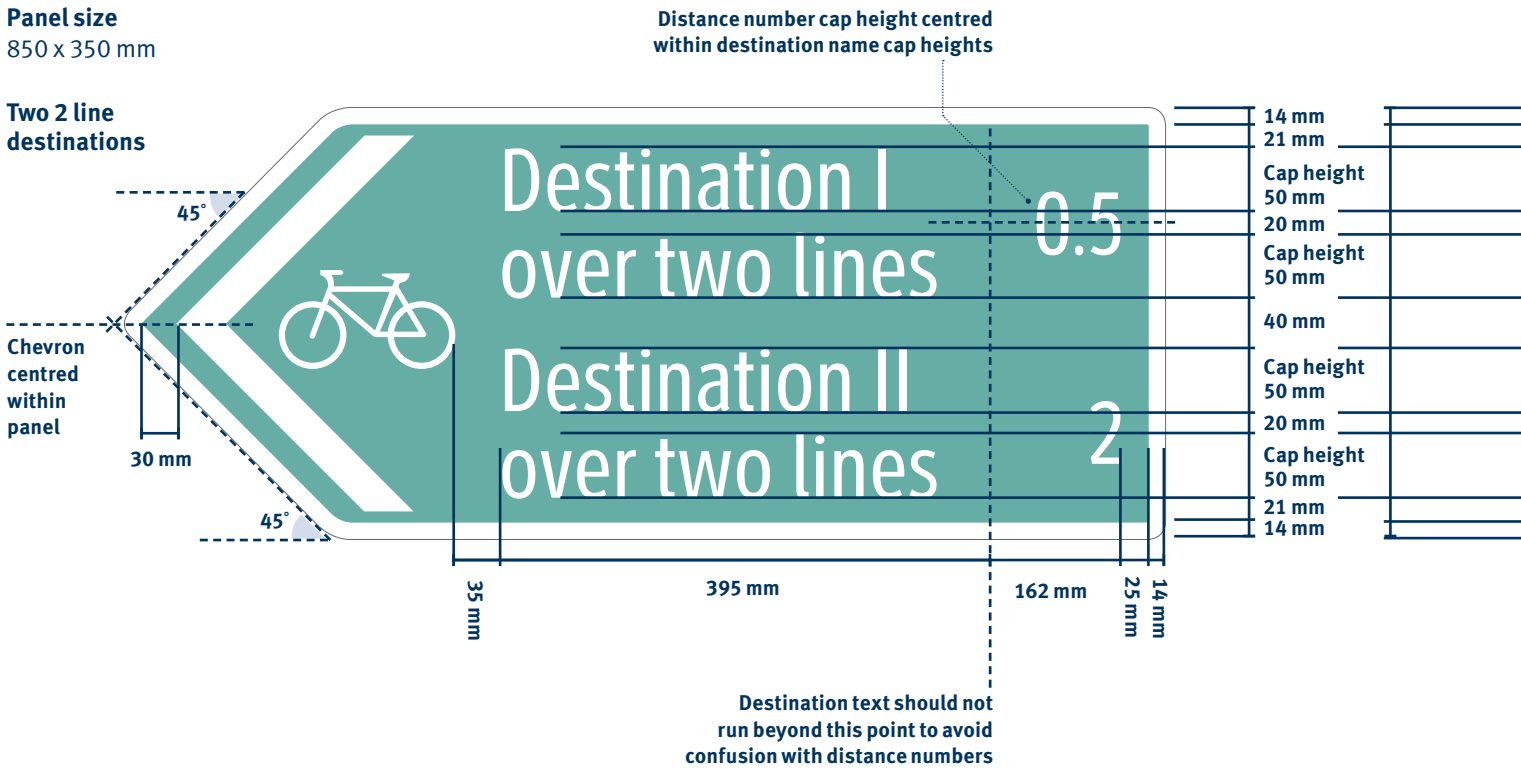 Panel size
850 x 350 mm
Two 2 line
destinations
Distance number cap height centred
within destination name cap heights
45°
Chevron
centred
within
panel
30 mm
45°
Destination I
over two lines
0.5
Destination II
over two lines
2
14 mm
21 mm
Cap height
50 mm
20 mm
Cap height
50 mm
40 mm
Cap height
50 mm
20 mm
Cap height
50 mm
21 mm
14 mm
35 mm
395 mm
162 mm
25 mm
14 mm
Destination text should not
run beyond this point to avoid
confusion with distance numbers